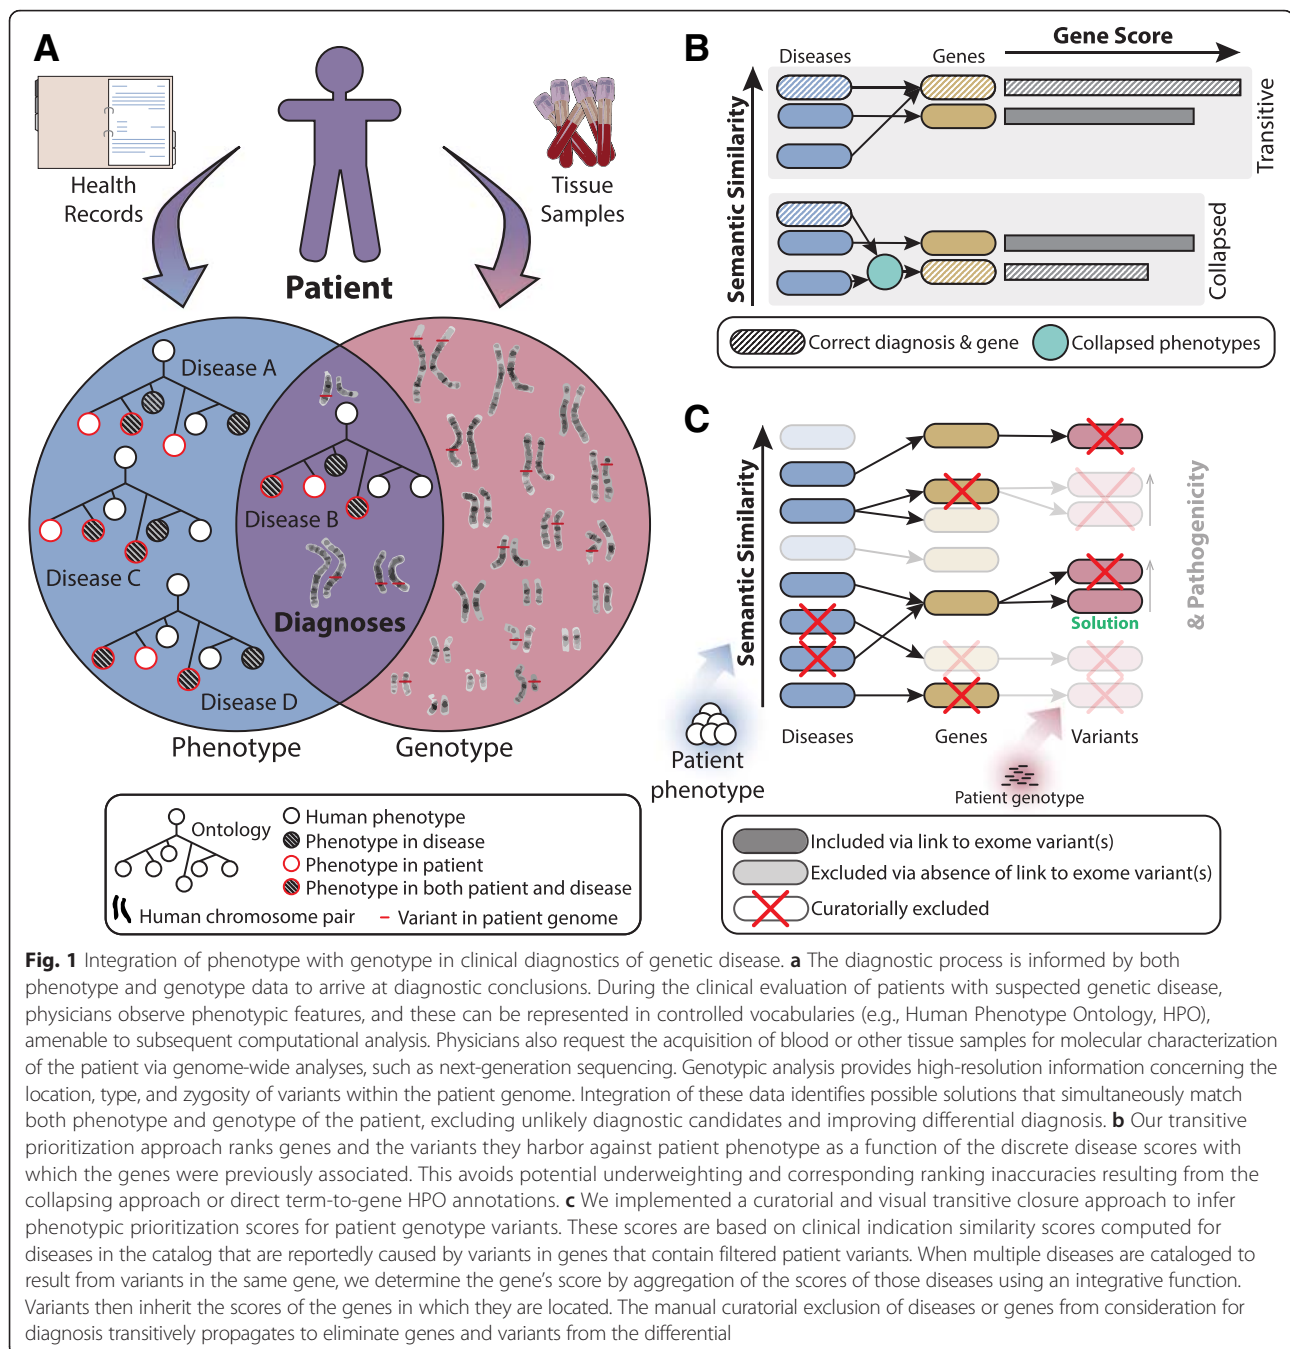 A
Health
Records
Tissue
Samples
Patient
Disease A
Disease B
Disease C
Diagnoses
Disease D
Phenotype
Genotype
Ontology
Human phenotype
Phenotype in disease
Phenotype in patient
Phenotype in both patient and disease
Human chromosome pair
Variant in patient genome
B
Diseases
Genes
Gene Score
Semantic Similarity
Transitive
Collapsed
Correct diagnosis & gene
Collapsed phenotypes
C
Semantic Similarity
& Pathogenicity
Solution
Diseases
Genes
Variants
Patient
phenotype
Patient genotype
Included via link to exome variant(s)
Excluded via absence of link to exome variant(s)
Curatorially excluded
Fig. 1 Integration of phenotype with genotype in clinical diagnostics of genetic disease. a The diagnostic process is informed by both
phenotype and genotype data to arrive at diagnostic conclusions. During the clinical evaluation of patients with suspected genetic disease,
physicians observe phenotypic features, and these can be represented in controlled vocabularies (e.g., Human Phenotype Ontology, HPO),
amenable to subsequent computational analysis. Physicians also request the acquisition of blood or other tissue samples for molecular characterization
of the patient via genome-wide analyses, such as next-generation sequencing. Genotypic analysis provides high-resolution information concerning the
location, type, and zygosity of variants within the patient genome. Integration of these data identifies possible solutions that simultaneously match
both phenotype and genotype of the patient, excluding unlikely diagnostic candidates and improving differential diagnosis. b Our transitive
prioritization approach ranks genes and the variants they harbor against patient phenotype as a function of the discrete disease scores with
which the genes were previously associated. This avoids potential underweighting and corresponding ranking inaccuracies resulting from the
collapsing approach or direct term-to-gene HPO annotations. c We implemented a curatorial and visual transitive closure approach to infer
phenotypic prioritization scores for patient genotype variants. These scores are based on clinical indication similarity scores computed for
diseases in the catalog that are reportedly caused by variants in genes that contain filtered patient variants. When multiple diseases are cataloged to
result from variants in the same gene, we determine the gene's score by aggregation of the scores of those diseases using an integrative function.
Variants then inherit the scores of the genes in which they are located. The manual curatorial exclusion of diseases or genes from consideration for
diagnosis transitively propagates to eliminate genes and variants from the differential